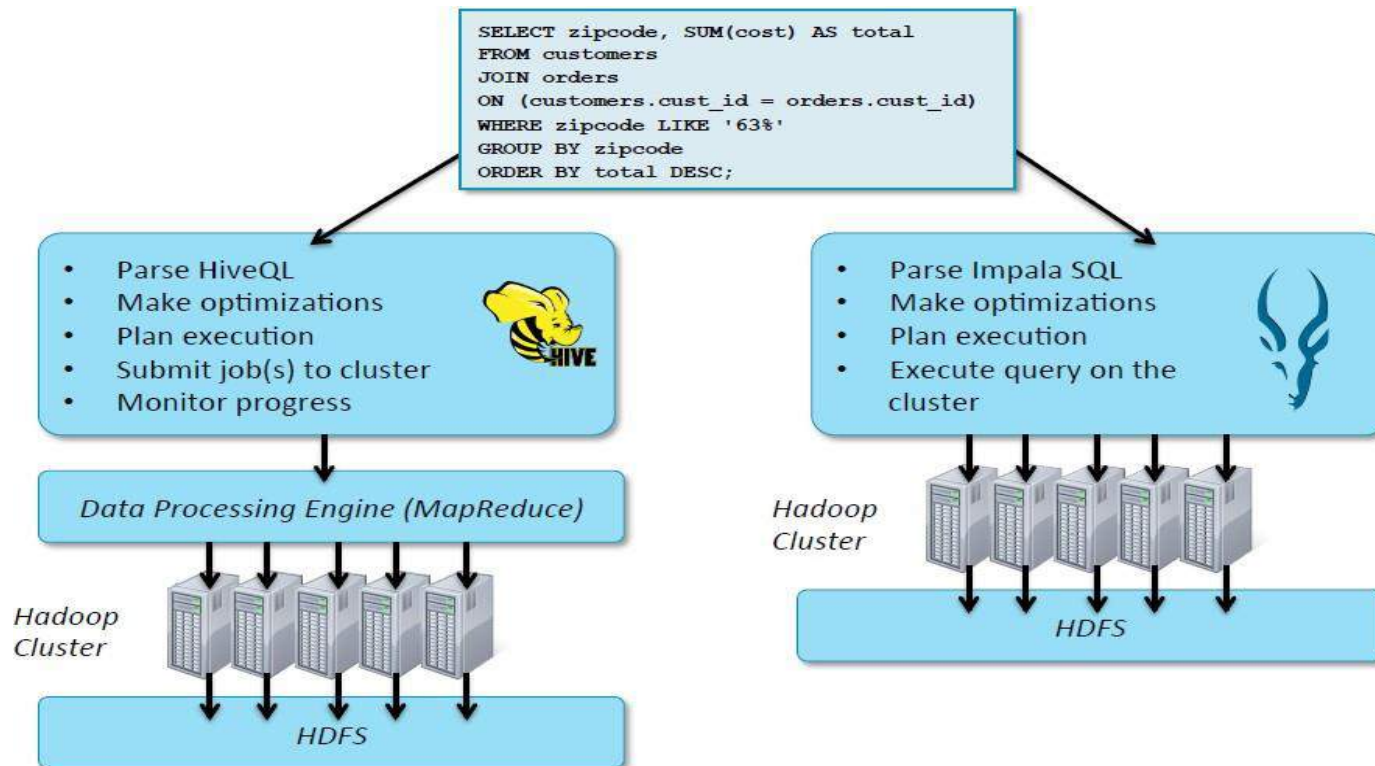 SELECT zipcode, SUM(cost) AS total
FROM customers
JOIN orders
ON (customers.cust_id = orders.cust_id)
WHERE zipcode LIKE '63%'
GROUP BY zipcode
ORDER BY total DESC;
• Parse HiveQL
• Make optimizations
• Plan execution
• Submit job(s) to cluster
• Monitor progress
HIVE
Data Processing Engine (MapReduce)
Hadoop
Cluster
HDFS
• Parse Impala SQL
• Make optimizations
• Plan execution
• Execute query on the
cluster
Hadoop
Cluster
HDFS